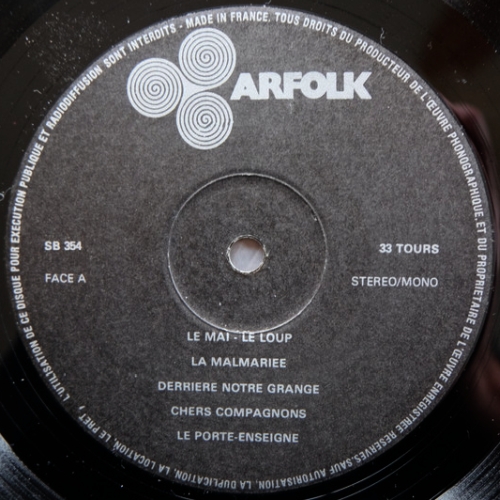 ARFOLK
SB 354
33 TOURS
FACE A
STEREO/MONO
LE MAI - LE LOUP
LA MALMARIEE
DERRIERE NOTRE GRANGE
CHERS COMPAGNONS
LE PORTE-ENSEIGNE
MADE IN FRANCE. TOUS DROITS DU PRODUCTEUR DE L'ŒUVRE PHONOGRAPHIQUE ET DU PROPRIETAIRE DE L'ŒUVRE ENREGISTREE RESERVES. SAUF AUTORISATION, LA DUPLICATION, LA LOCATION, LE PRET, L'UTILISATION DE CE DISQUE POUR EXECUTION PUBLIQUE ET RADIODIFFUSION SONT INTERDITS -